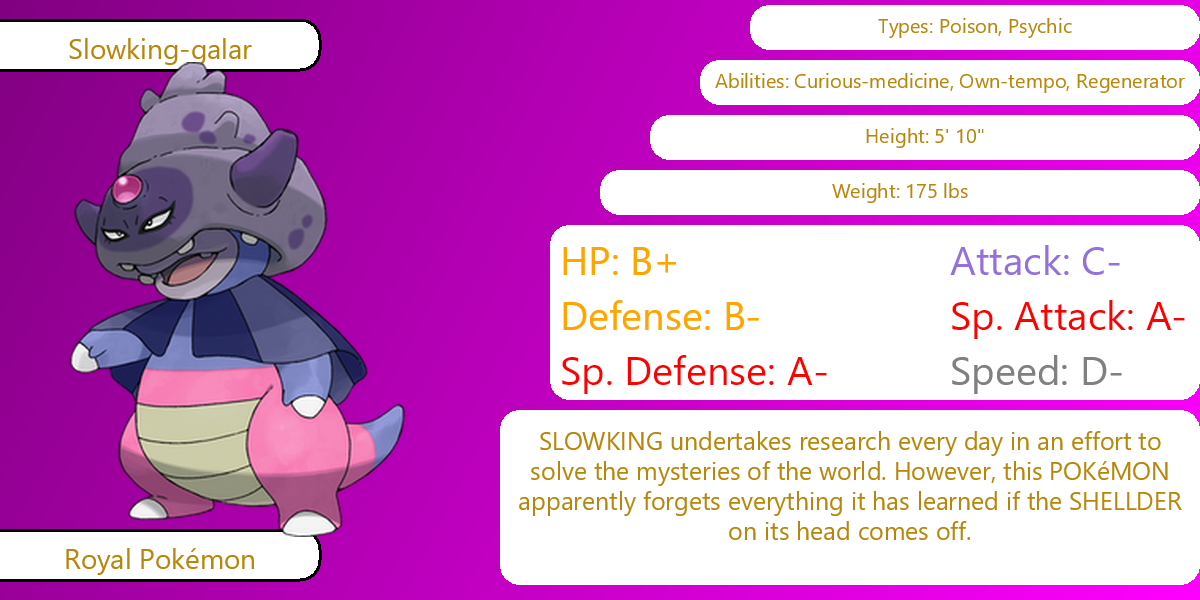 Slowking-galar
Types: Poison, Psychic
Abilities: Curious-medicine, Own-tempo, Regenerator
Height: 5' 10"
Weight: 175 lbs
HP: B+ Attack: C-
Defense: B- Sp. Attack: A-
Sp. Defense: A- Speed: D-
SLOWKING undertakes research every day in an effort to
solve the mysteries of the world. However, this POKéMON
apparently forgets everything it has learned if the SHELLDER
on its head comes off.
Royal Pokémon